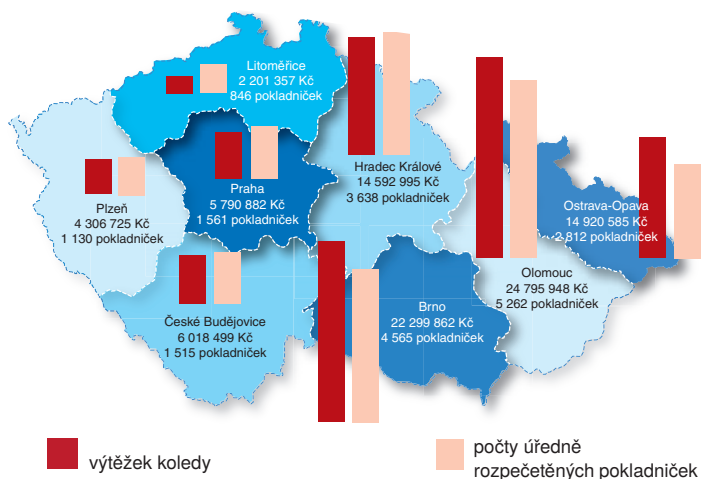 Litoměřice
2 201 357 Kč
846 pokladniček
Hradec Králové
14 592 995 Kč
3 638 pokladniček
Praha
5 790 882 Kč
1 561 pokladniček
Plzeň
4 306 725 Kč
1 130 pokladniček
Ostrava-Opava
14 920 585 Kč
2 812 pokladniček
Olomouc
24 795 948 Kč
5 262 pokladniček
Brno
22 299 862 Kč
4 565 pokladniček
České Budějovice
6 018 499 Kč
1 515 pokladniček
výtěžek koledy
počty úředně
rozpečetěných pokladniček